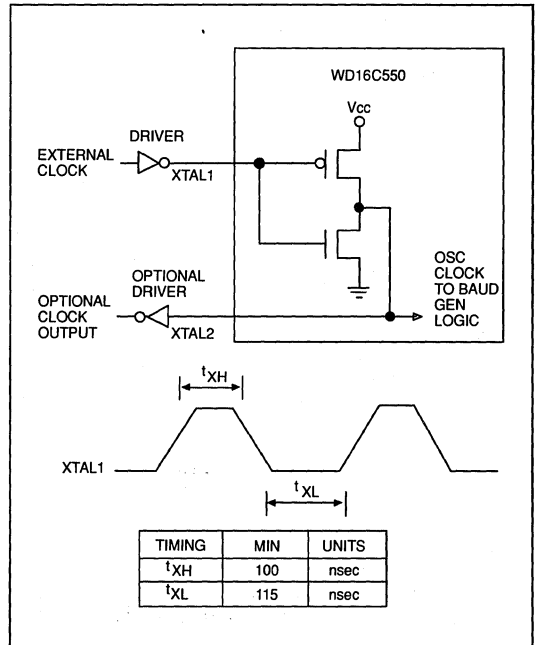 WD16C550
Vcc
DRIVER
EXTERNAL
CLOCK
XTAL1
OPTIONAL
DRIVER
OPTIONAL
CLOCK
OUTPUT
XTAL2
OSC
CLOCK
TO BAUD
GEN
LOGIC
tXH
XTAL1
tXL
TIMING MIN UNITS
tXH 100 nsec
tXL 115 nsec